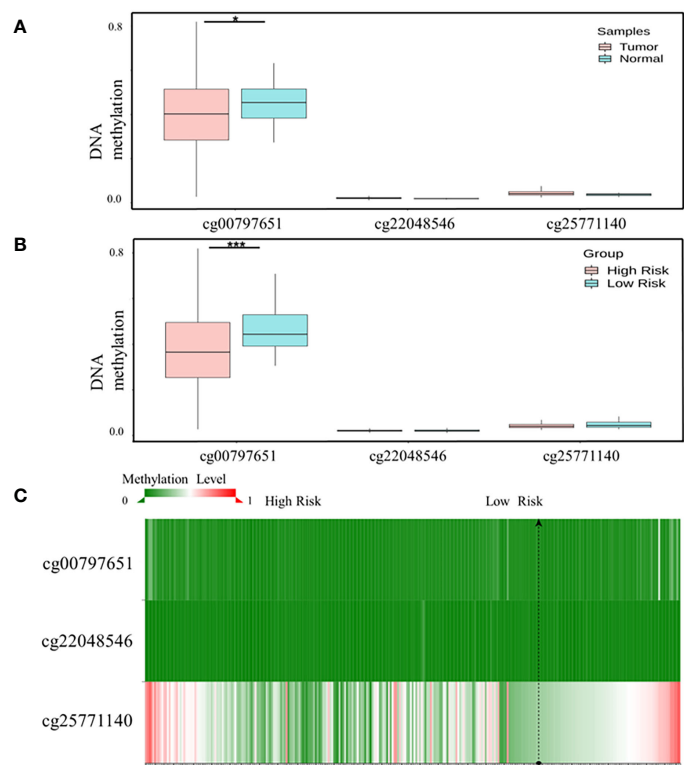 A
0.8
*
Samples
Tumor
Normal
DNA
methylation
0.0
cg00797651
cg22048546
cg25771140
B
0.8
***
Group
High Risk
Low Risk
DNA
methylation
0.0
cg00797651
cg22048546
cg25771140
C
Methylation Level
0
1
High Risk
Low Risk
cg00797651
cg22048546
cg25771140